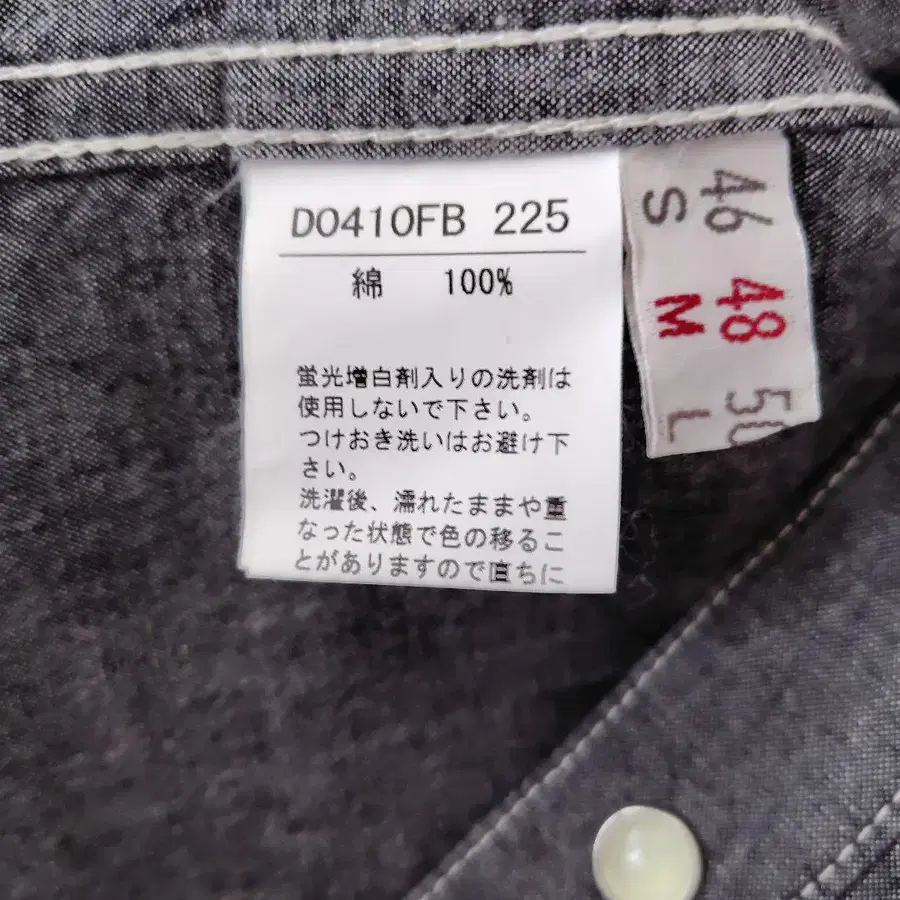 DO410FB 225
綿 100%
蛍光増白剤入りの洗剤は
使用しないで下さい。
つけおき洗いはお避け下
さい。
洗濯後、濡れたままや重
なった状態で色の移るこ
とがありますので直ちに
46 48 50
S M L